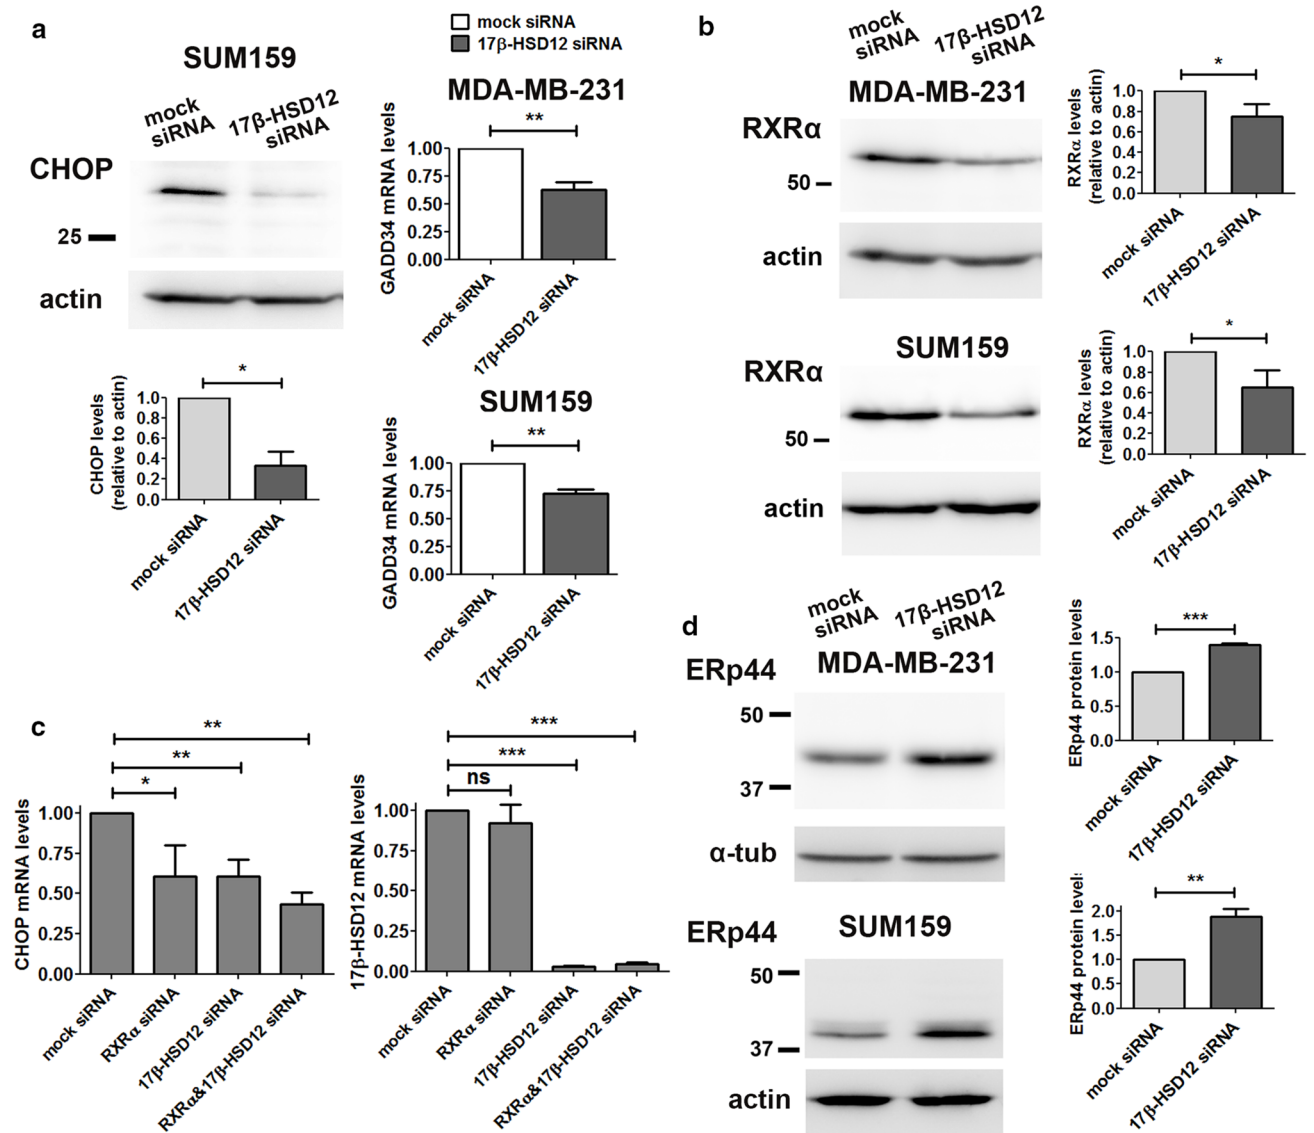 a
mock siRNA
17β-HSD12 siRNA
SUM159
mock
siRNA
17β-HSD12
siRNA
CHOP
25
actin
CHOP levels
(relative to actin)
1.0
0.8
0.6
0.4
0.2
0.0
*
mock siRNA
17β-HSD12 siRNA
MDA-MB-231
**
GADD34 mRNA levels
1.00
0.75
0.50
0.25
0.00
mock siRNA
17β-HSD12 siRNA
SUM159
**
GADD34 mRNA levels
1.00
0.75
0.50
0.25
0.00
mock siRNA
17β-HSD12 siRNA
b
mock
siRNA
17β-HSD12
siRNA
MDA-MB-231
RXRα
50
actin
*
RXRα levels
(relative to actin)
1.0
0.8
0.6
0.4
0.2
0.0
mock siRNA
17β-HSD12 siRNA
SUM159
RXRα
50
actin
*
RXRα levels
(relative to actin)
1.0
0.8
0.6
0.4
0.2
0.0
mock siRNA
17β-HSD12 siRNA
c
**
**
*
CHOP mRNA levels
1.00
0.75
0.50
0.25
0.00
mock siRNA
RXRα siRNA
17β-HSD12 siRNA
RXRα&17β-HSD12 siRNA
***
***
ns
17β-HSD12 mRNA levels
1.00
0.75
0.50
0.25
0.00
mock siRNA
RXRα siRNA
17β-HSD12 siRNA
RXRα&17β-HSD12 siRNA
d
mock
siRNA
17β-HSD12
siRNA
ERp44
MDA-MB-231
50
37
α-tub
***
ERp44 protein levels
1.5
1.0
0.5
0.0
mock siRNA
17β-HSD12 siRNA
ERp44
SUM159
50
37
actin
**
ERp44 protein level
2.0
1.5
1.0
0.5
0.0
mock siRNA
17β-HSD12 siRNA